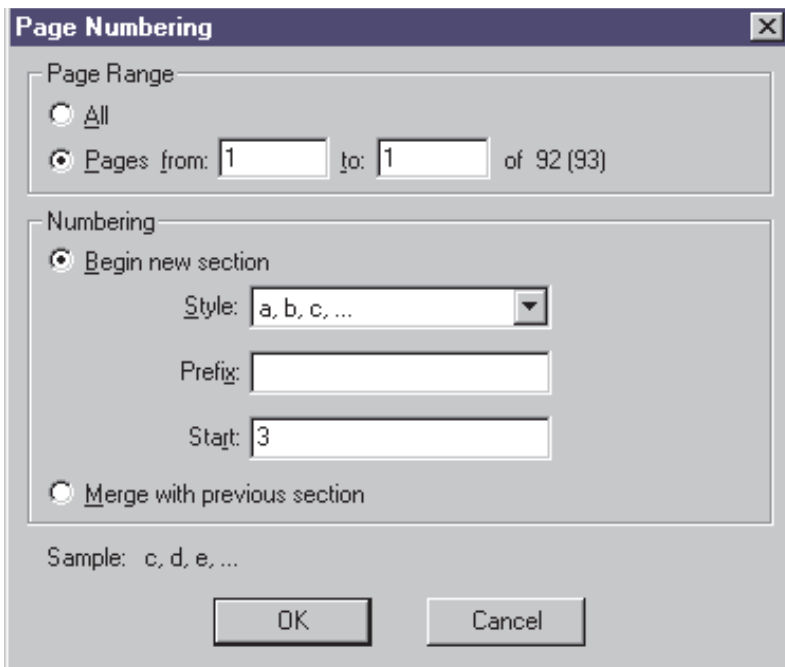 Page Numbering
Page Range
All
Pages from: 1 to: 1 of 92 (93)
Numbering
Begin new section
Style: a, b, c, ...
Prefix:
Start: 3
Merge with previous section
Sample: c, d, e, ...
OK Cancel